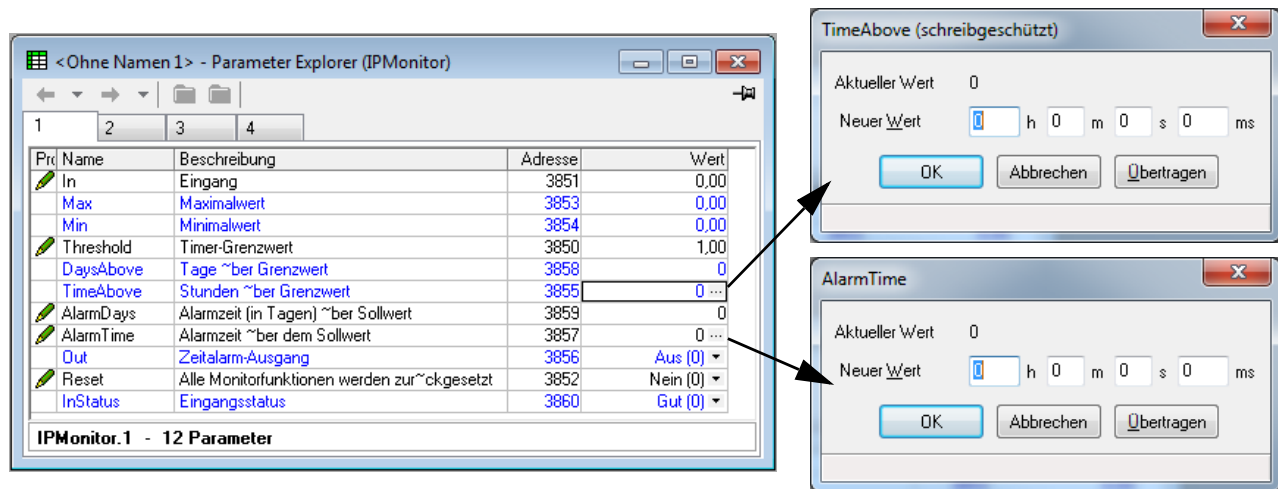 <Ohne Namen 1> - Parameter Explorer (IPMonitor)
1 2 3 4
Pro Name Beschreibung Adresse Wert
In Eingang 3851 0,00
Max Maximalwert 3853 0,00
Min Minimalwert 3854 0,00
Threshold Timer-Grenzwert 3850 1,00
DaysAbove Tage ~ber Grenzwert 3858 0
TimeAbove Stunden ~ber Grenzwert 3855 0 ...
AlarmDays Alarmzeit (in Tagen) ~ber Sollwert 3859 0
AlarmTime Alarmzeit ~ber dem Sollwert 3857 0 ...
Out Zeitalarm-Ausgang 3856 Aus (0)
Reset Alle Monitorfunktionen werden zur~ckgesetzt 3852 Nein (0)
InStatus Eingangsstatus 3860 Gut (0)
IPMonitor.1 - 12 Parameter
TimeAbove (schreibgeschützt)
Aktueller Wert 0
Neuer Wert 0 h 0 m 0 s 0 ms
OK Abbrechen Übertragen
AlarmTime
Aktueller Wert 0
Neuer Wert 0 h 0 m 0 s 0 ms
OK Abbrechen Übertragen